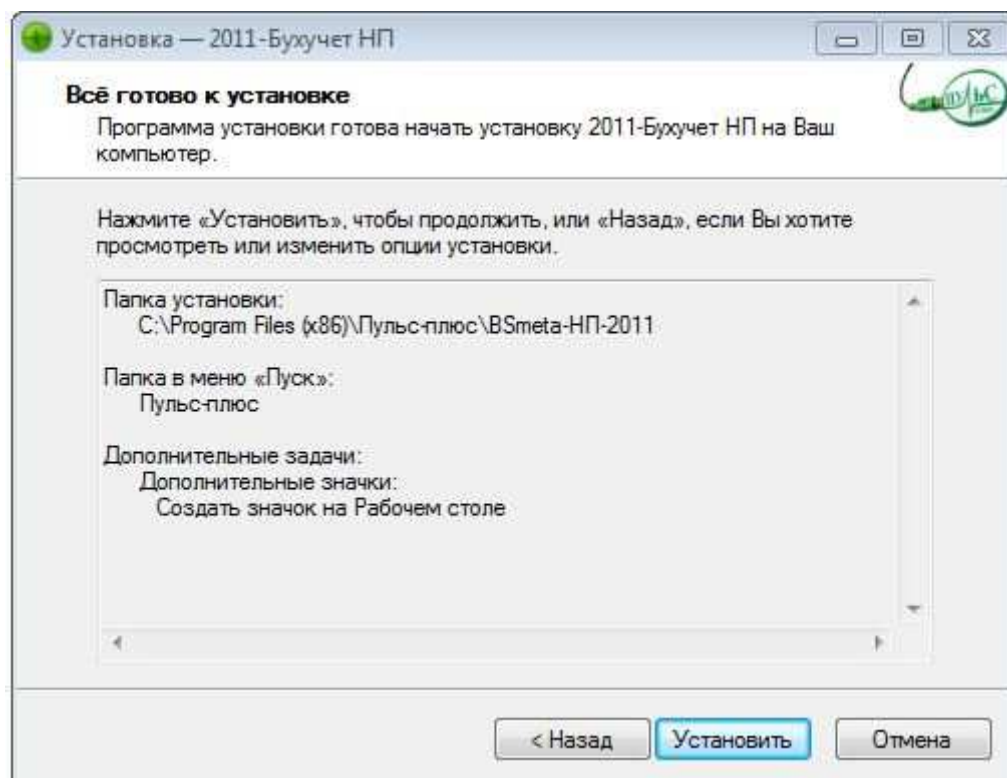 Установка — 2011-Бухучет НП
Всё готово к установке
Программа установки готова начать установку 2011-Бухучет НП на Ваш
компьютер.
Нажмите «Установить», чтобы продолжить, или «Назад», если Вы хотите
просмотреть или изменить опции установки.
Папка установки:
C:\Program Files (x86)\Пульс-плюс\BSmeta-НП-2011
Папка в меню «Пуск»:
Пульс-плюс
Дополнительные задачи:
Дополнительные значки:
Создать значок на Рабочем столе
< Назад
Установить
Отмена